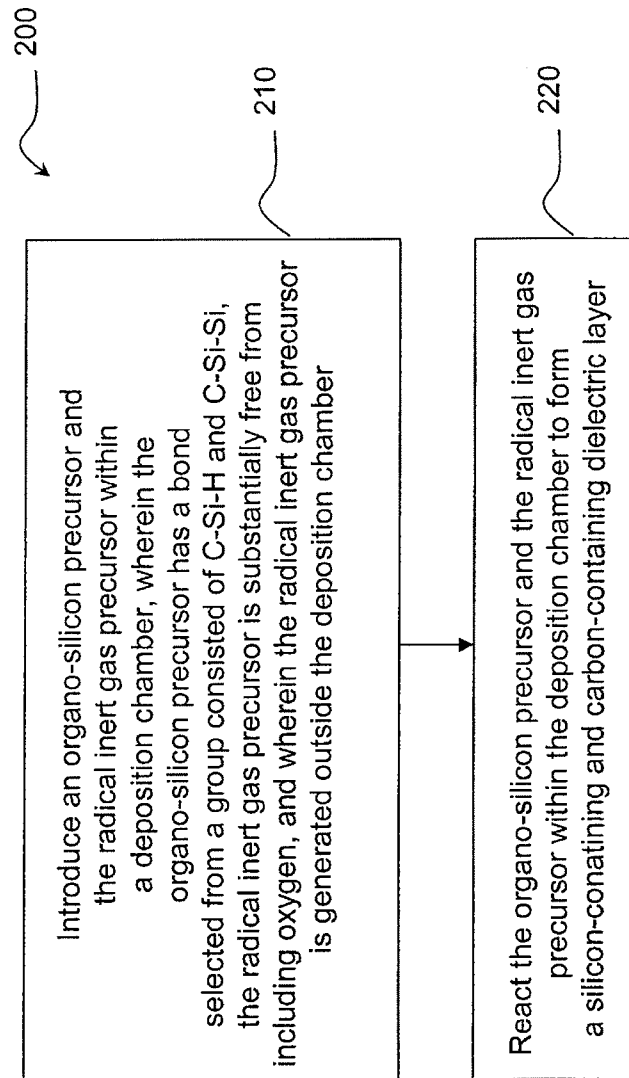 200
Introduce an organo-silicon precursor and
the radical inert gas precursor within
a deposition chamber, wherein the
organo-silicon precursor has a bond
selected from a group consisted of C-Si-H and C-Si-Si,
the radical inert gas precursor is substantially free from
including oxygen, and wherein the radical inert gas precursor
is generated outside the deposition chamber
210
React the organo-silicon precursor and the radical inert gas
precursor within the deposition chamber to form
a silicon-conatining and carbon-containing dielectric layer
220